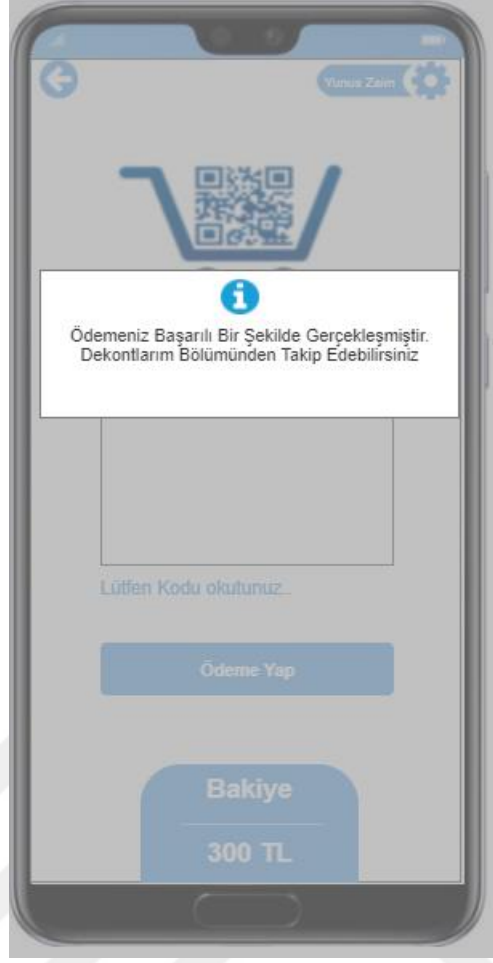 Yunus Zaim
Ödemeniz Başarılı Bir Şekilde Gerçekleşmiştir.
Dekontlarım Bölümünden Takip Edebilirsiniz
Lütfen Kodu okutunuz..
Ödeme Yap
Bakiye
300 TL